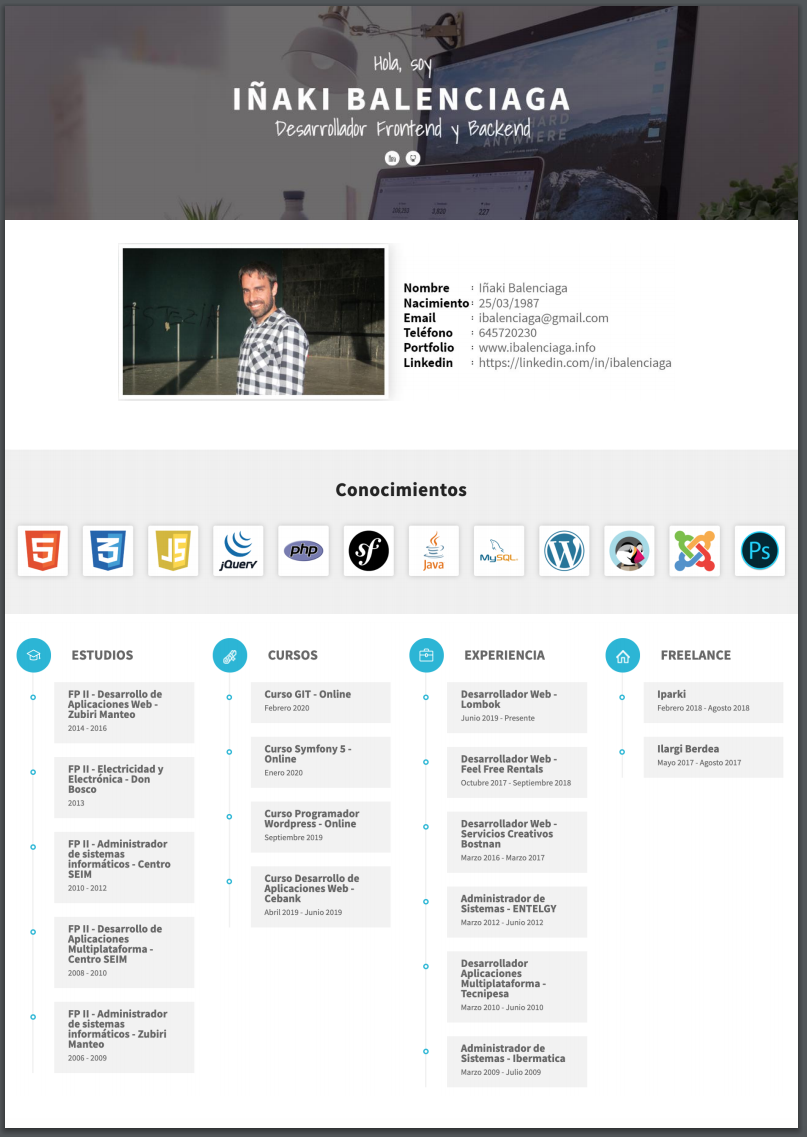 Hola, soy
IÑAKI BALENCIAGA
Desarrollador Frontend y Backend
ANYWHERE
Nombre : Iñaki Balenciaga
Nacimiento : 25/03/1987
Email : ibalenciaga@gmail.com
Teléfono : 645720230
Portfolio : www.ibalenciaga.info
Linkedin : https://linkedin.com/in/ibalenciaga
Conocimientos
5
3
JS
jQuery
php
sf
Java
MySQL
W
Ps
ESTUDIOS
FP II - Desarrollo de
Aplicaciones Web -
Zubiri Manteo
2014 - 2016
FP II - Electricidad y
Electrónica - Don
Bosco
2013
FP II - Administrador
de sistemas
informáticos - Centro
SEIM
2010 - 2012
FP II - Desarrollo de
Aplicaciones
Multiplataforma -
Centro SEIM
2008 - 2010
FP II - Administrador
de sistemas
informáticos - Zubiri
Manteo
2006 - 2009
CURSOS
Curso GIT - Online
Febrero 2020
Curso Symfony 5 -
Online
Enero 2020
Curso Programador
Wordpress - Online
Septiembre 2019
Curso Desarrollo de
Aplicaciones Web -
Cebank
Abril 2019 - Junio 2019
EXPERIENCIA
Desarrollador Web -
Lombok
Junio 2019 - Presente
Desarrollador Web -
Feel Free Rentals
Octubre 2017 - Septiembre 2018
Desarrollador Web -
Servicios Creativos
Bostnan
Marzo 2016 - Marzo 2017
Administrador de
Sistemas - ENTELGY
Marzo 2012 - Junio 2012
Desarrollador
Aplicaciones
Multiplataforma -
Tecnipesa
Marzo 2010 - Junio 2010
Administrador de
Sistemas - Ibermatica
Marzo 2009 - Julio 2009
FREELANCE
Iparki
Febrero 2018 - Agosto 2018
Ilargi Berdea
Mayo 2017 - Agosto 2017